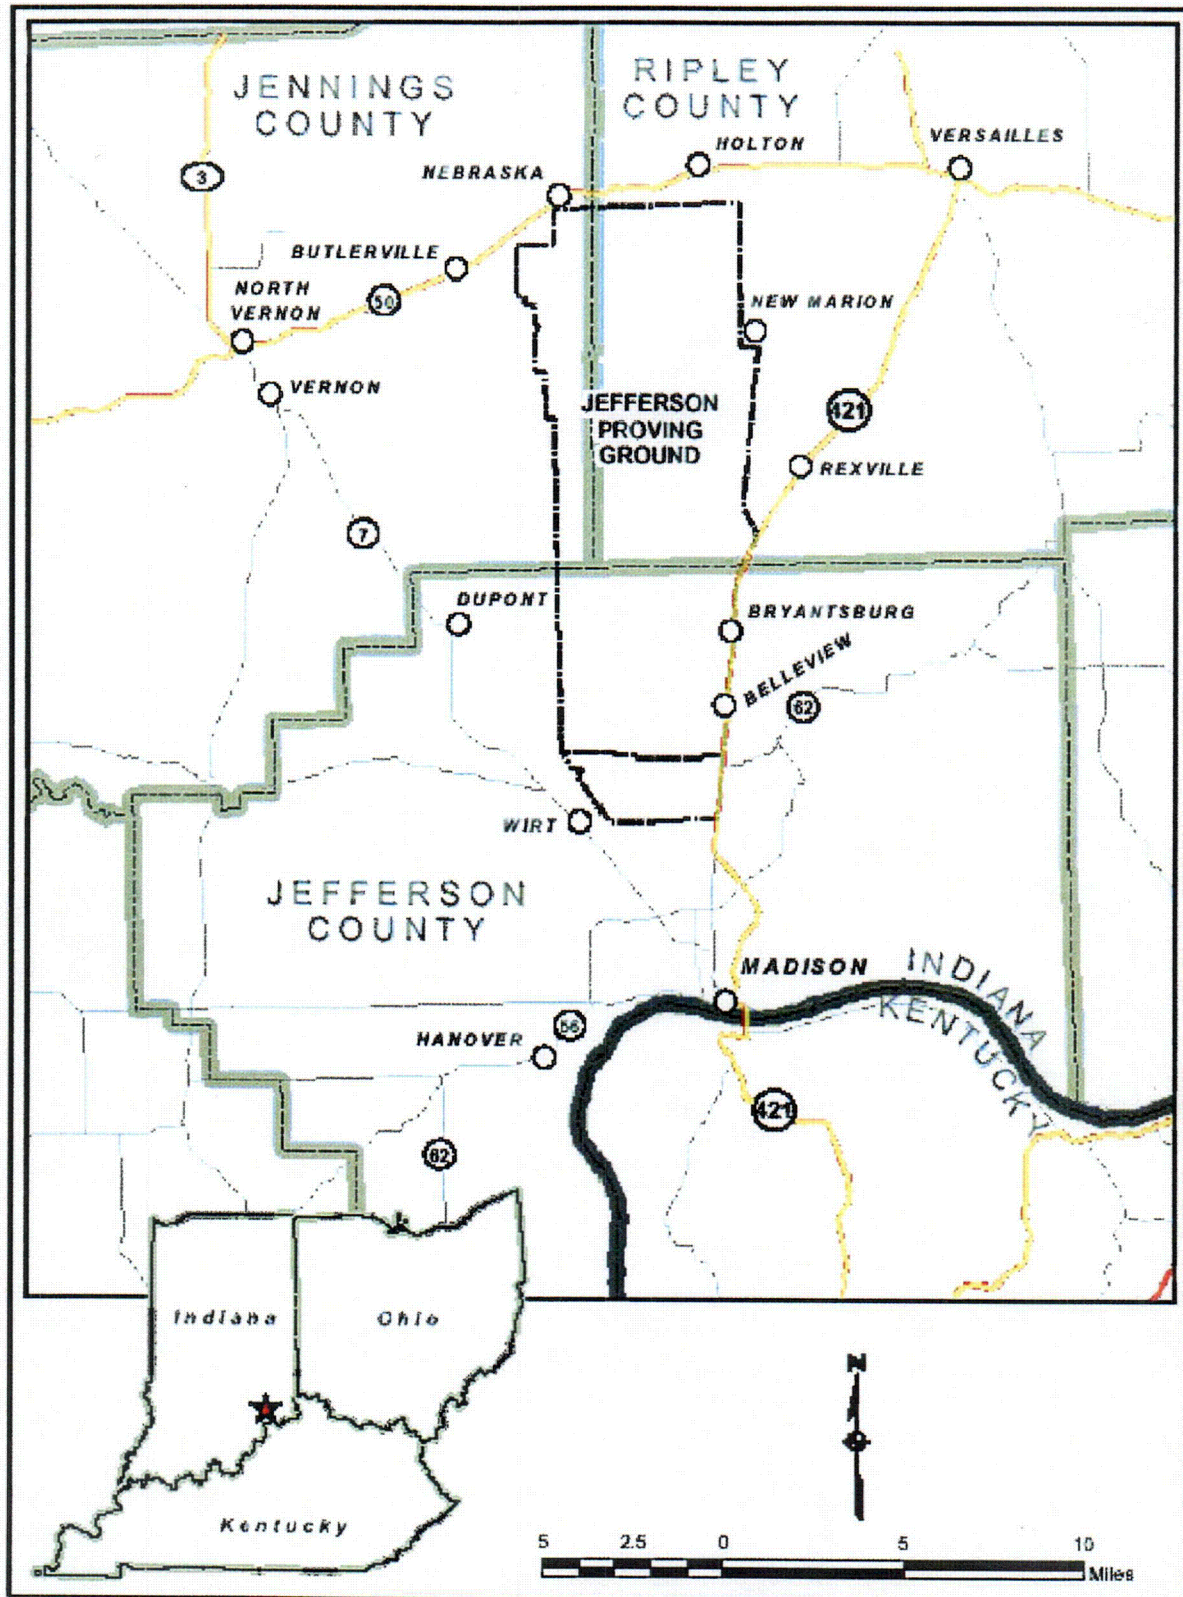 JENNINGS
COUNTY
RIPLEY
COUNTY
HOLTON
VERSAILLES
NEBRASKA
3
BUTLERVILLE
50
NORTH
VERNON
NEW MARION
VERNON
JEFFERSON
PROVING
GROUND
421
REXVILLE
7
DUPONT
BRYANTSBURG
BELLEVIEW
62
WIRT
JEFFERSON
COUNTY
MADISON
INDIANA
KENTUCKY
56
HANOVER
421
62
Indiana
Ohio
Kentucky
N
5 2.5 0 5 10
Miles